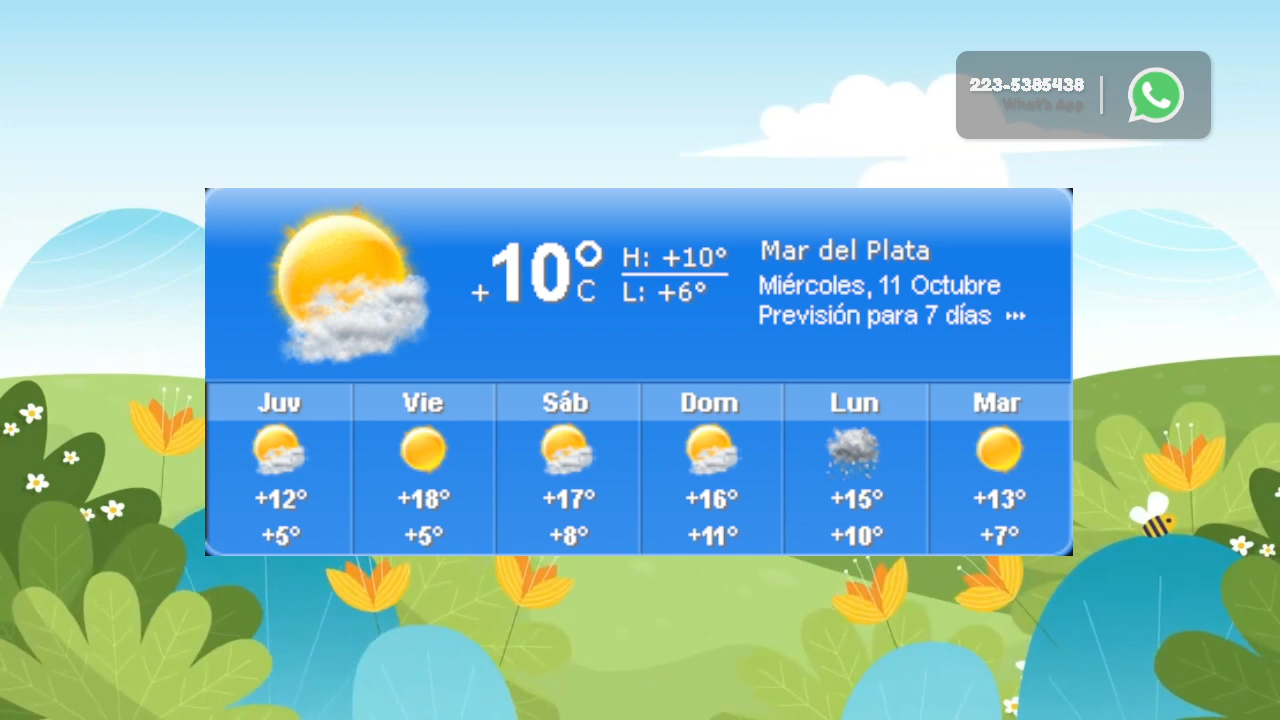 223-5385438
What's App
+10°C
H: +10°
L: +6°
Mar del Plata
Miércoles, 11 Octubre
Previsión para 7 días
Juv Vie Sáb Dom Lun Mar
+12° +18° +17° +16° +15° +13°
+5° +5° +8° +11° +10° +7°